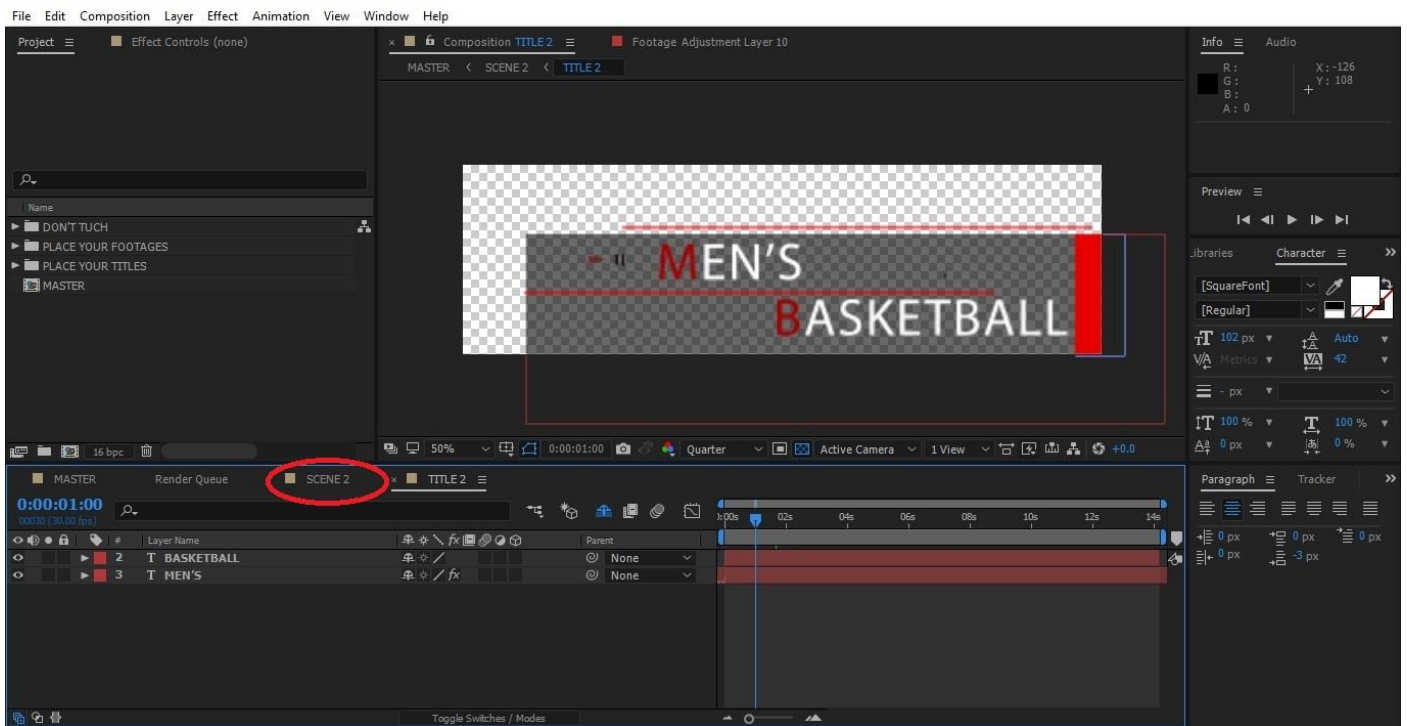 File Edit Composition Layer Effect Animation View Window Help
Project Effect Controls (none)
× Composition TITLE 2 Footage Adjustment Layer 10
Info Audio
MASTER < SCENE 2 < TITLE 2
R: X: -126
G: Y: 108
B:
A: 0
Preview
Name
DON'T TUCH
PLACE YOUR FOOTAGES
PLACE YOUR TITLES
MASTER
MEN'S
BASKETBALL
.ibraries Character >>
[SquareFont]
[Regular]
102 px Auto
Metrics 42
- px
100 % 100 %
0 px 0 %
16 bpc
50% 0:00:01:00 Quarter Active Camera 1 View +0.0
MASTER Render Queue SCENE 2 × TITLE 2
Paragraph Tracker >>
0:00:01:00
00030 (30.00 fps)
):00s 02s 04s 06s 08s 10s 12s 14s
# Layer Name fx Parent
2 T BASKETBALL None
3 T MEN'S fx None
0 px 0 px 0 px
0 px -3 px
Toggle Switches / Modes